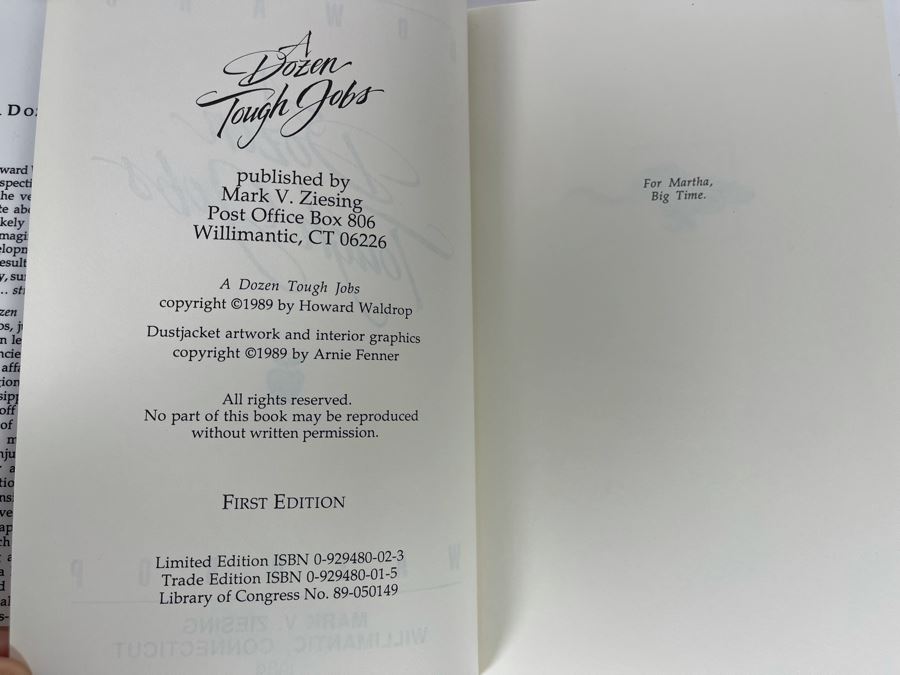 A
Dozen
Tough Jobs
published by
Mark V. Ziesing
Post Office Box 806
Willimantic, CT 06226
A Dozen Tough Jobs
copyright ©1989 by Howard Waldrop
Dustjacket artwork and interior graphics
copyright ©1989 by Arnie Fenner
All rights reserved.
No part of this book may be reproduced
without written permission.
FIRST EDITION
Limited Edition ISBN 0-929480-02-3
Trade Edition ISBN 0-929480-01-5
Library of Congress No. 89-050149
For Martha,
Big Time.